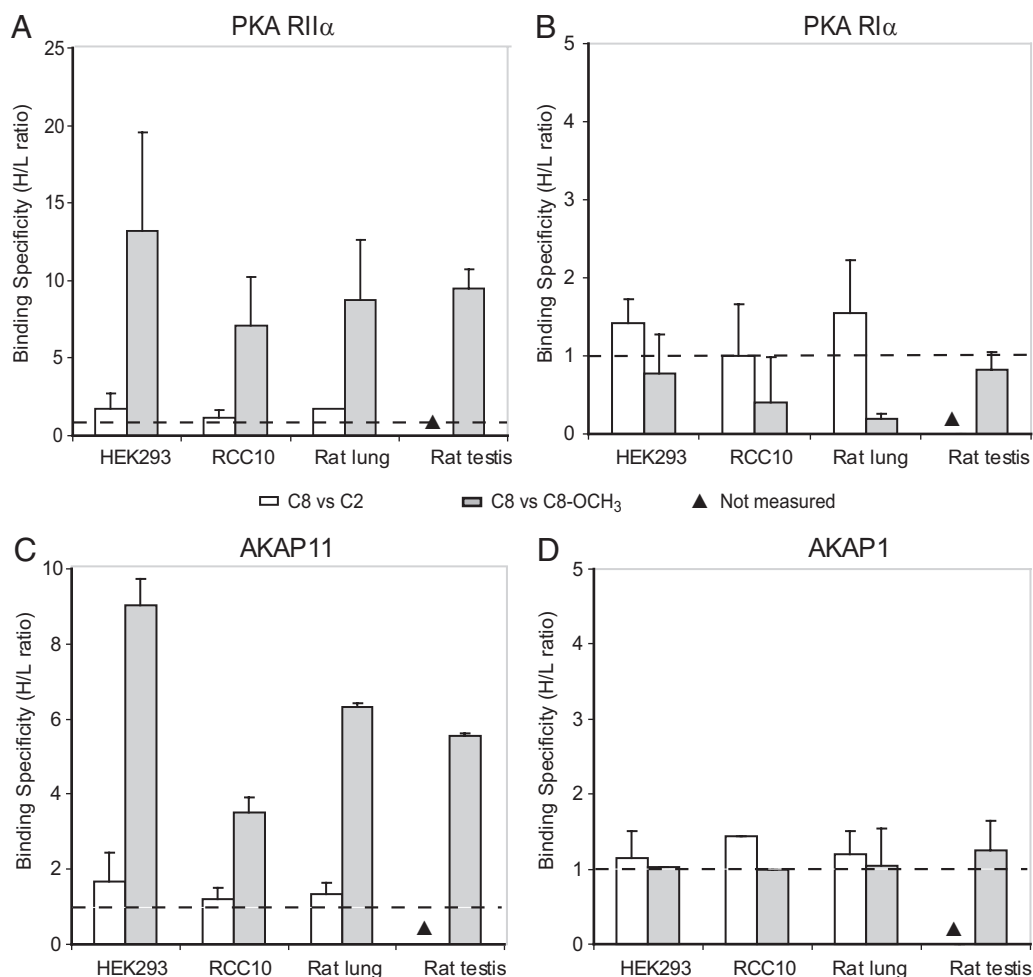 A
PKA RIIα
Binding Specificity (H/L ratio)
25
20
15
10
5
0
HEK293 RCC10 Rat lung Rat testis
B
PKA RIα
Binding Specificity (H/L ratio)
5
4
3
2
1
0
HEK293 RCC10 Rat lung Rat testis
C8 vs C2 C8 vs C8-OCH₃ Not measured
C
AKAP11
Binding Specificity (H/L ratio)
10
8
6
4
2
0
HEK293 RCC10 Rat lung Rat testis
D
AKAP1
Binding Specificity (H/L ratio)
5
4
3
2
1
0
HEK293 RCC10 Rat lung Rat testis